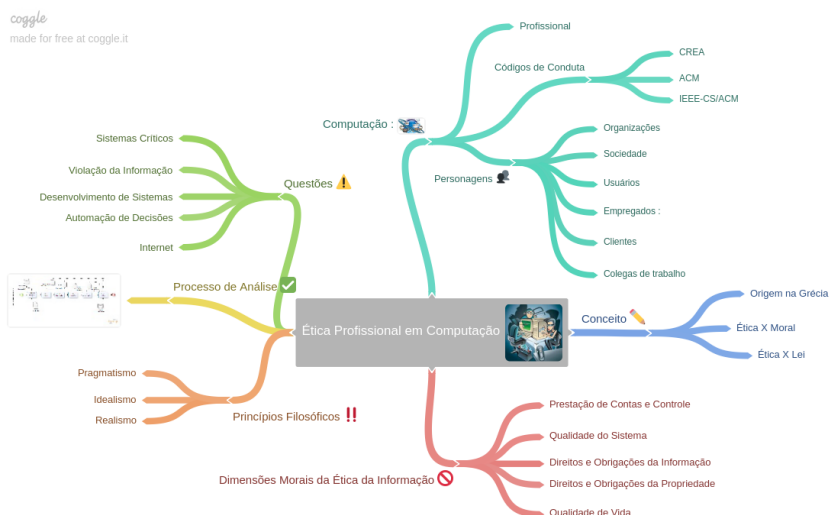 coggle
made for free at coggle.it
Profissional
Códigos de Conduta
CREA
ACM
IEEE-CS/ACM
Computação :
Personagens
Organizações
Sociedade
Usuários
Empregados :
Clientes
Colegas de trabalho
Sistemas Críticos
Violação da Informação
Questões
Desenvolvimento de Sistemas
Automação de Decisões
Internet
Processo de Análise
Ética Profissional em Computação
Conceito
Origem na Grécia
Ética X Moral
Ética X Lei
Pragmatismo
Idealismo
Realismo
Princípios Filosóficos
Dimensões Morais da Ética da Informação
Prestação de Contas e Controle
Qualidade do Sistema
Direitos e Obrigações da Informação
Direitos e Obrigações da Propriedade
Qualidade de Vida